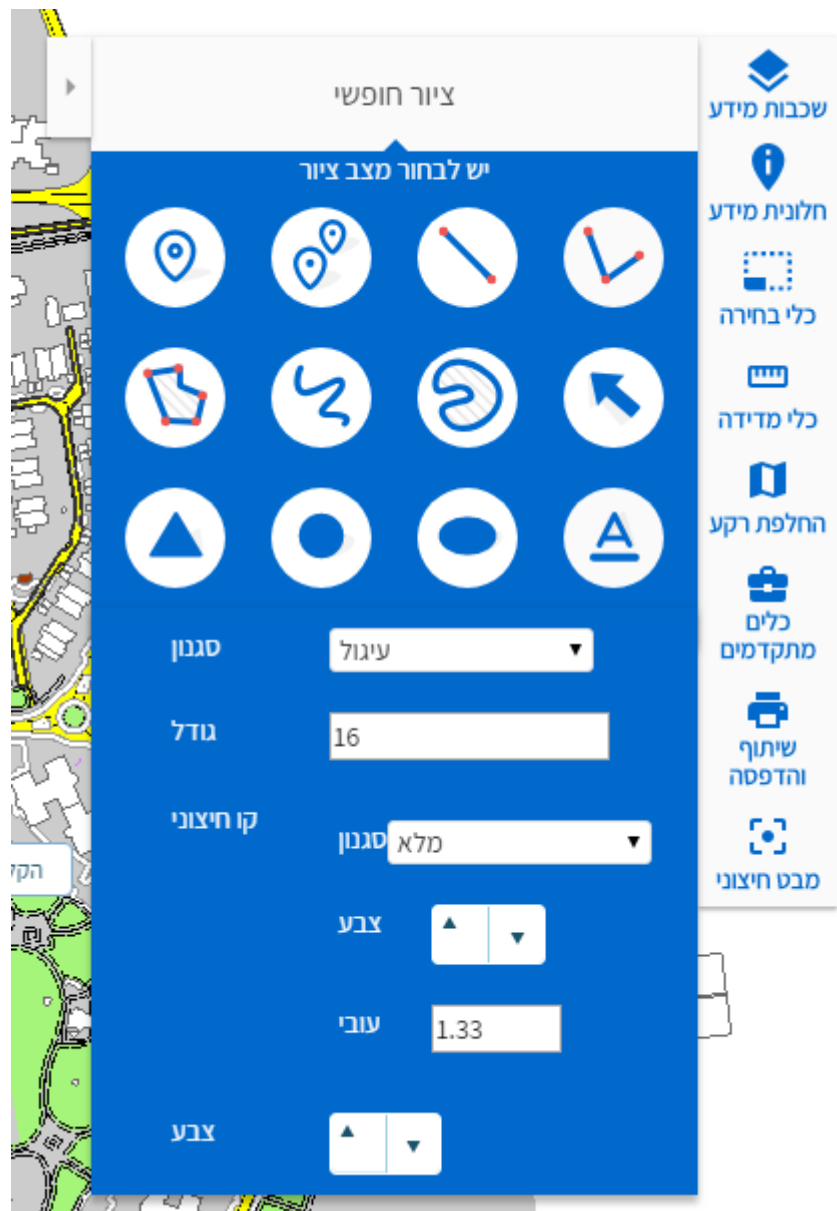 ציור חופשי
יש לבחור מצב ציור
סגנון עיגול
גודל 16
קו חיצוני
סגנון מלא
צבע
עובי 1.33
צבע
שכבות מידע
חלונית מידע
כלי בחירה
כלי מדידה
החלפת רקע
כלים
מתקדמים
שיתוף
והדפסה
מבט חיצוני